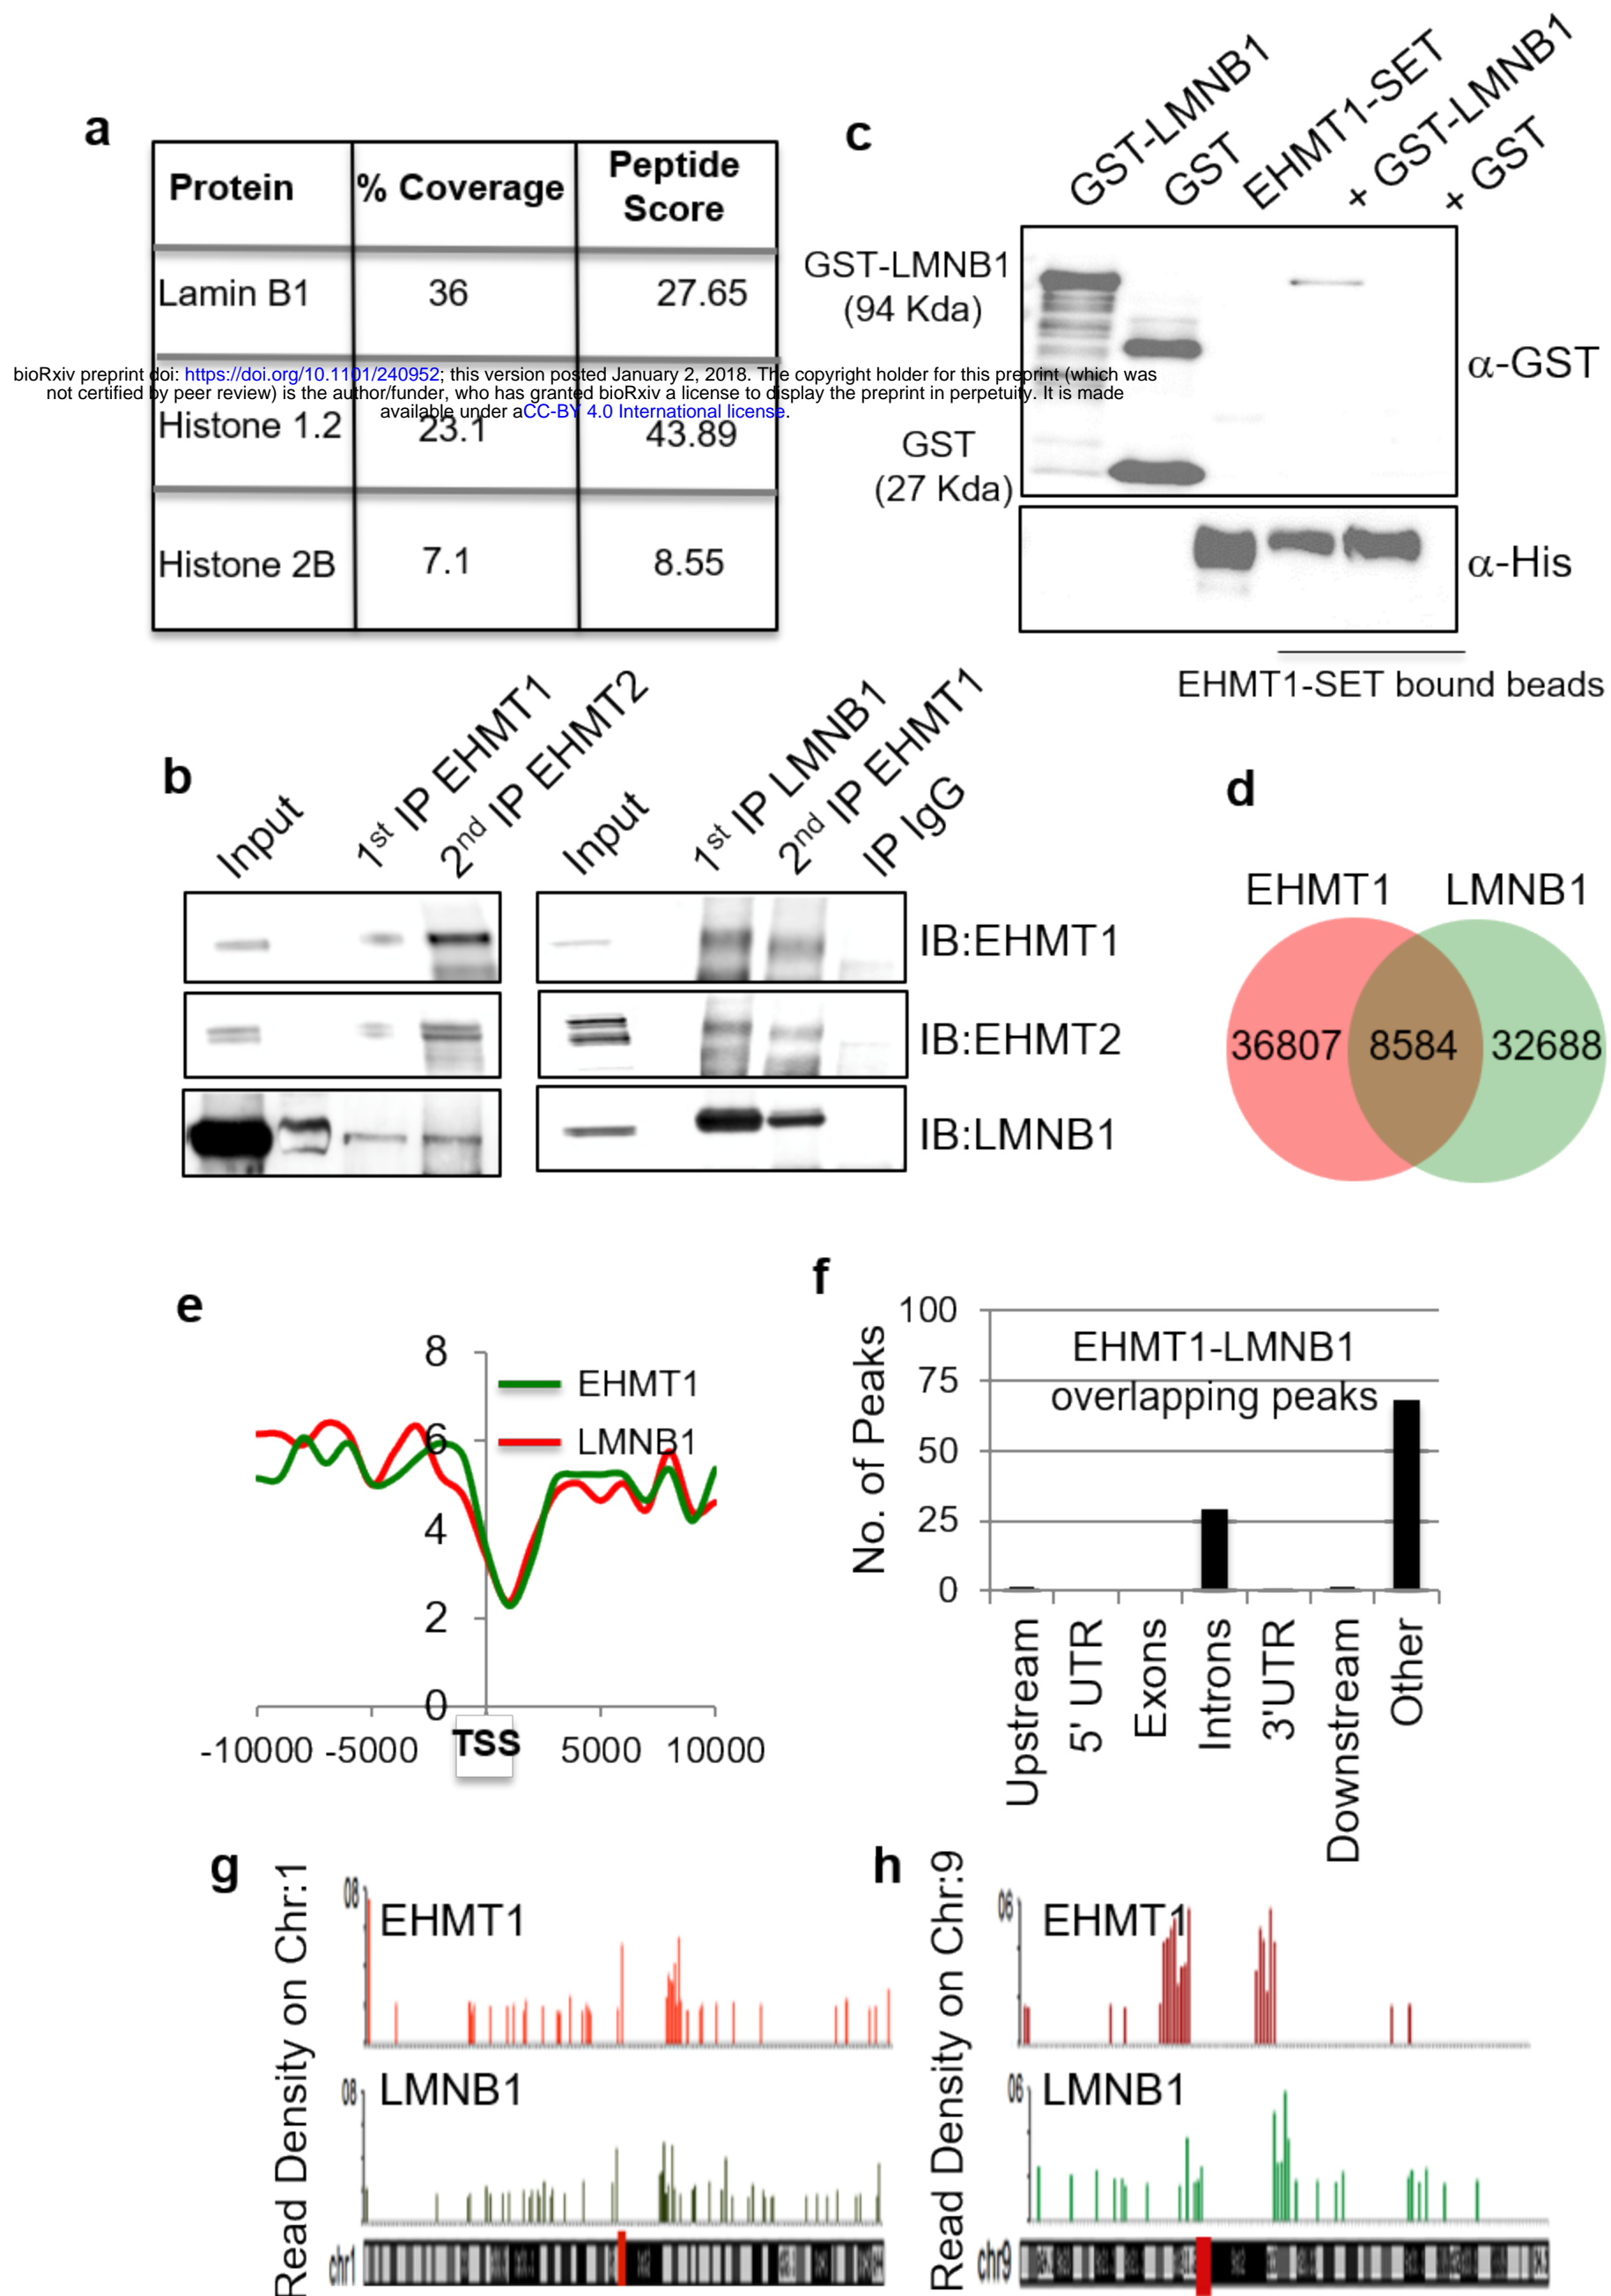 a
Protein % Coverage Peptide Score
Lamin B1 36 27.65
bioRxiv preprint doi: https://doi.org/10.1101/240952; this version posted January 2, 2018. The copyright holder for this preprint (which was
not certified by peer review) is the author/funder, who has granted bioRxiv a license to display the preprint in perpetuity. It is made
available under aCC-BY 4.0 International license.
Histone 1.2 23.1 43.89
Histone 2B 7.1 8.55
c
GST-LMNB1
GST
EHMT1-SET
+ GST-LMNB1
+ GST
GST-LMNB1
(94 Kda)
GST
(27 Kda)
α-GST
α-His
EHMT1-SET bound beads
b
Input
1st IP EHMT1
2nd IP EHMT2
Input
1st IP LMNB1
2nd IP EHMT1
IP IgG
IB:EHMT1
IB:EHMT2
IB:LMNB1
d
EHMT1 LMNB1
36807 8584 32688
e
8
6
4
2
0
EHMT1
LMNB1
-10000 -5000 TSS 5000 10000
f
No. of Peaks
100
75
50
25
0
EHMT1-LMNB1
overlapping peaks
Upstream
5' UTR
Exons
Introns
3'UTR
Downstream
Other
g
Read Density on Chr:1
08
EHMT1
08
LMNB1
chr1
h
Read Density on Chr:9
06
EHMT1
06
LMNB1
chr9